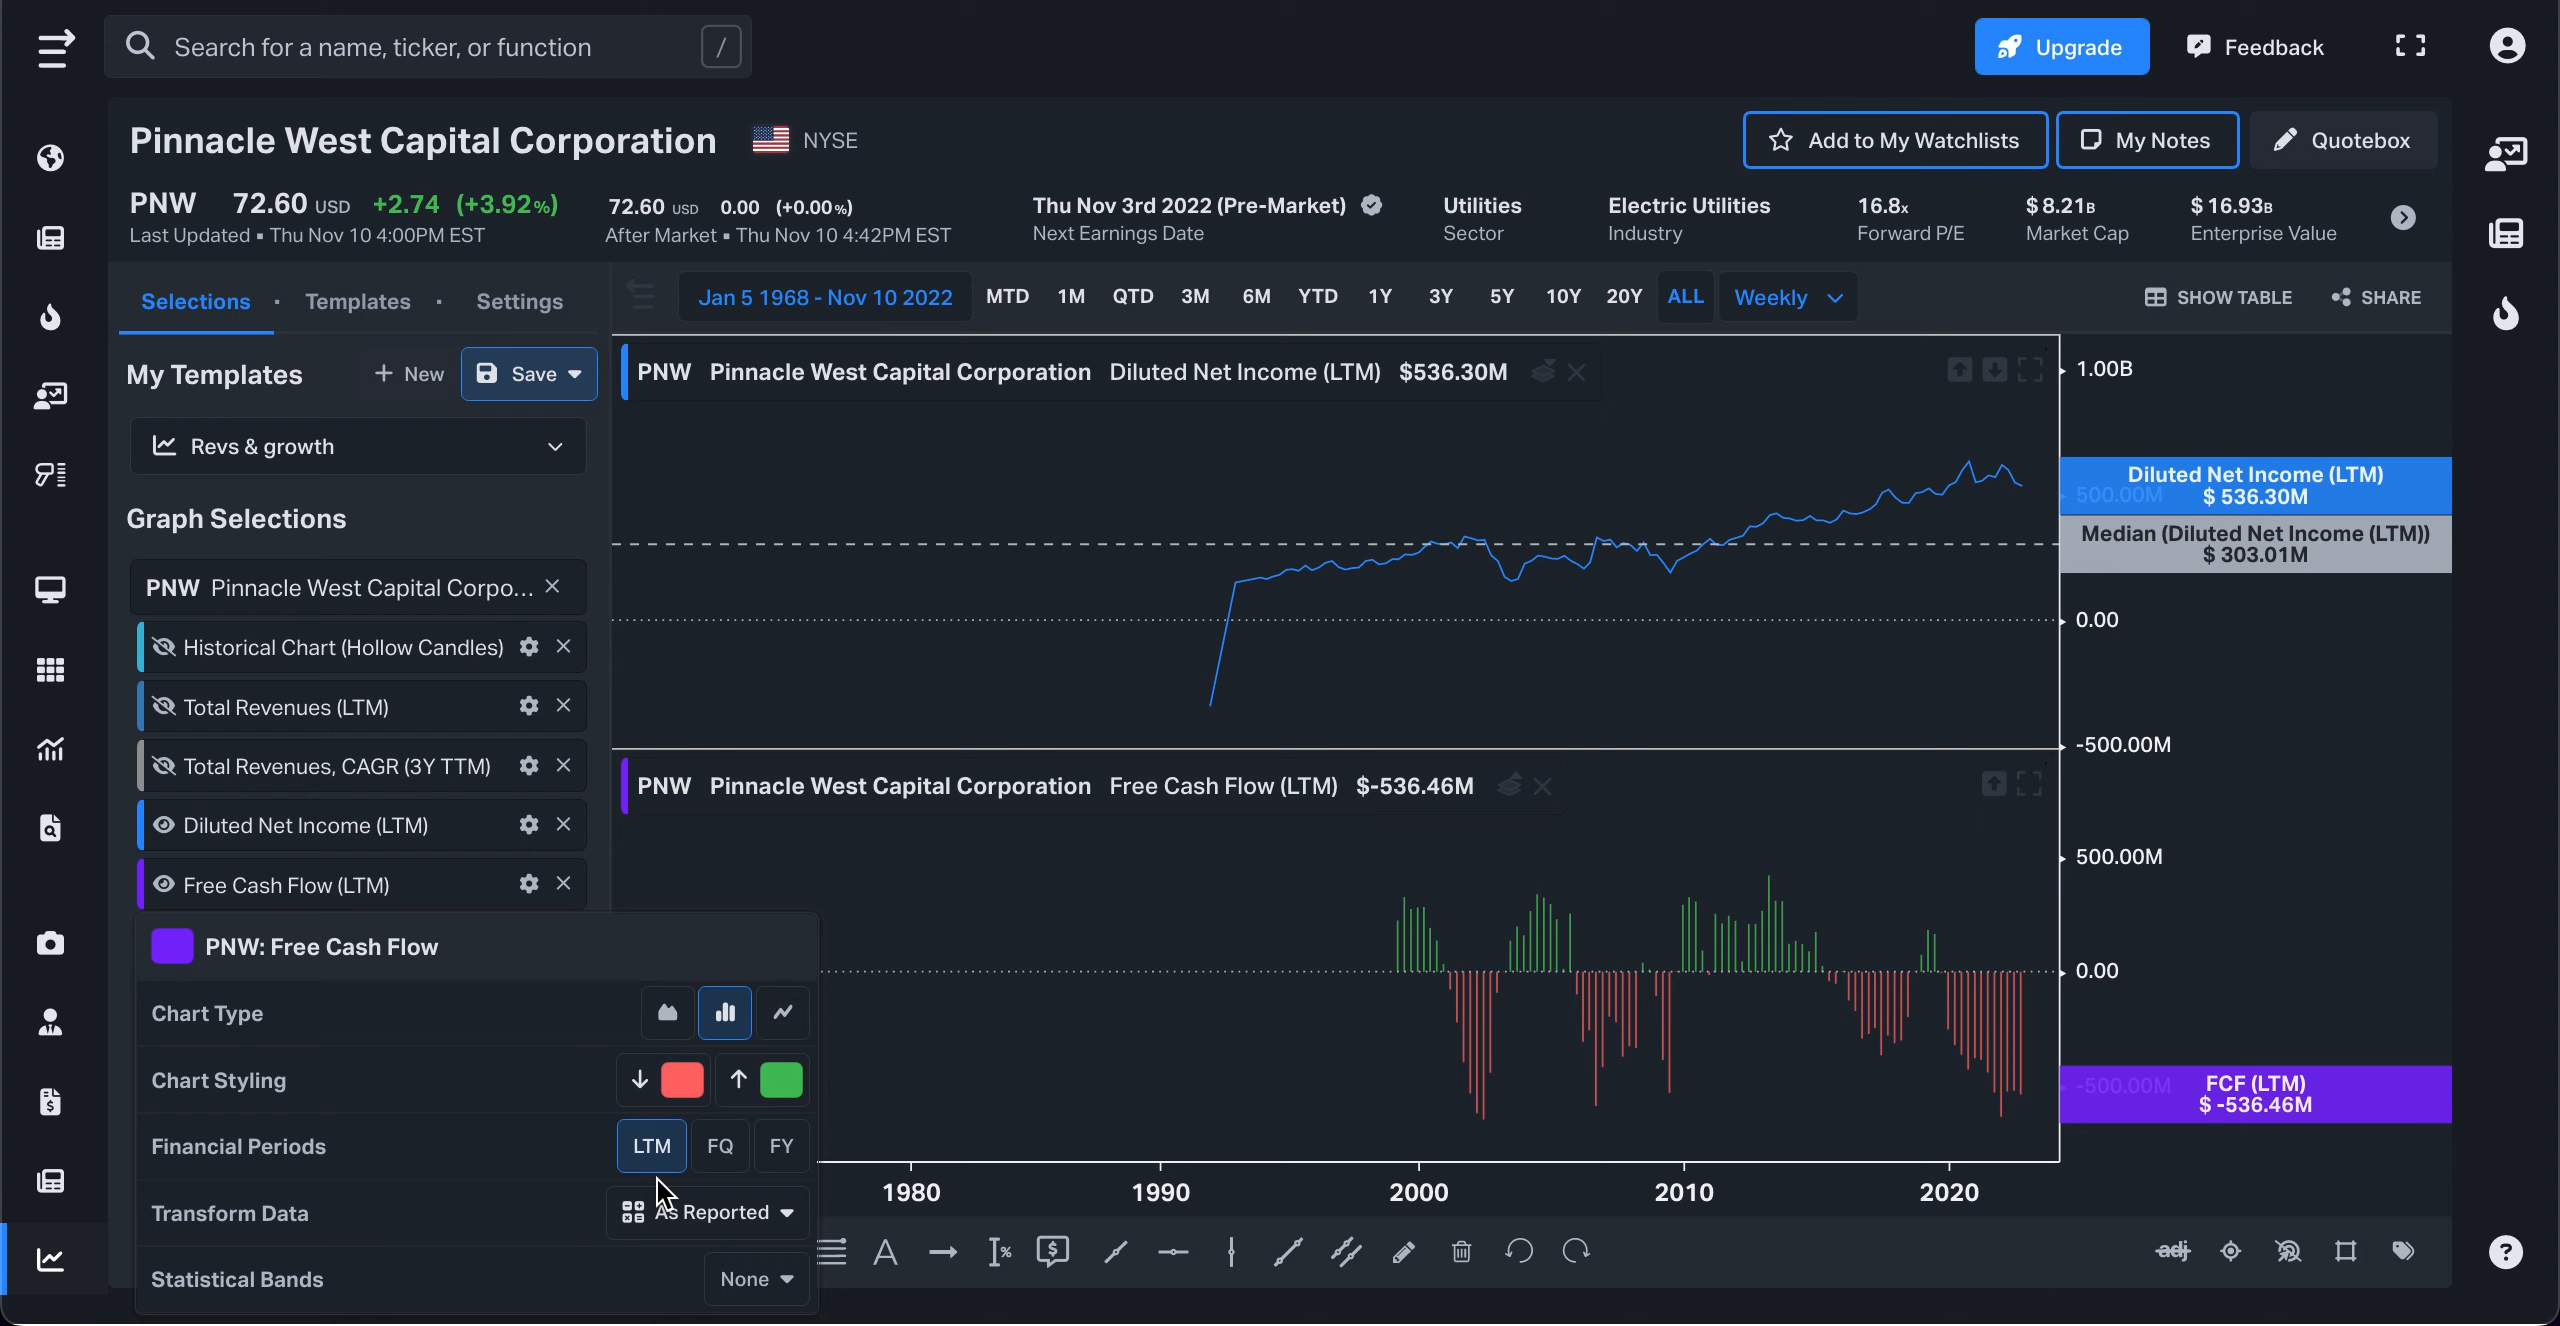 Search for a name, ticker, or function /
Upgrade
Feedback
Pinnacle West Capital Corporation NYSE
Add to My Watchlists
My Notes
Quotebox
PNW 72.60 USD +2.74 (+3.92%)
Last Updated ▪ Thu Nov 10 4:00PM EST
72.60 USD 0.00 (+0.00%)
After Market ▪ Thu Nov 10 4:42PM EST
Thu Nov 3rd 2022 (Pre-Market)
Next Earnings Date
Utilities
Sector
Electric Utilities
Industry
16.8x
Forward P/E
$ 8.21B
Market Cap
$ 16.93B
Enterprise Value
Selections · Templates · Settings
Jan 5 1968 - Nov 10 2022 MTD 1M QTD 3M 6M YTD 1Y 3Y 5Y 10Y 20Y ALL Weekly
SHOW TABLE SHARE
My Templates + New Save
Revs & growth
Graph Selections
PNW Pinnacle West Capital Corpo...
Historical Chart (Hollow Candles)
Total Revenues (LTM)
Total Revenues, CAGR (3Y TTM)
Diluted Net Income (LTM)
Free Cash Flow (LTM)
PNW: Free Cash Flow
Chart Type
Chart Styling
Financial Periods LTM FQ FY
Transform Data As Reported
Statistical Bands None
PNW Pinnacle West Capital Corporation Diluted Net Income (LTM) $536.30M
1.00B
500.00M
Diluted Net Income (LTM)
$ 536.30M
Median (Diluted Net Income (LTM))
$ 303.01M
0.00
-500.00M
PNW Pinnacle West Capital Corporation Free Cash Flow (LTM) $-536.46M
500.00M
0.00
-500.00M
FCF (LTM)
$ -536.46M
1980 1990 2000 2010 2020
A
%
$
adj
?